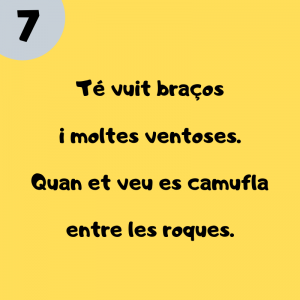 7
Té vuit braços
i moltes ventoses.
Quan et veu es camufla
entre les roques.